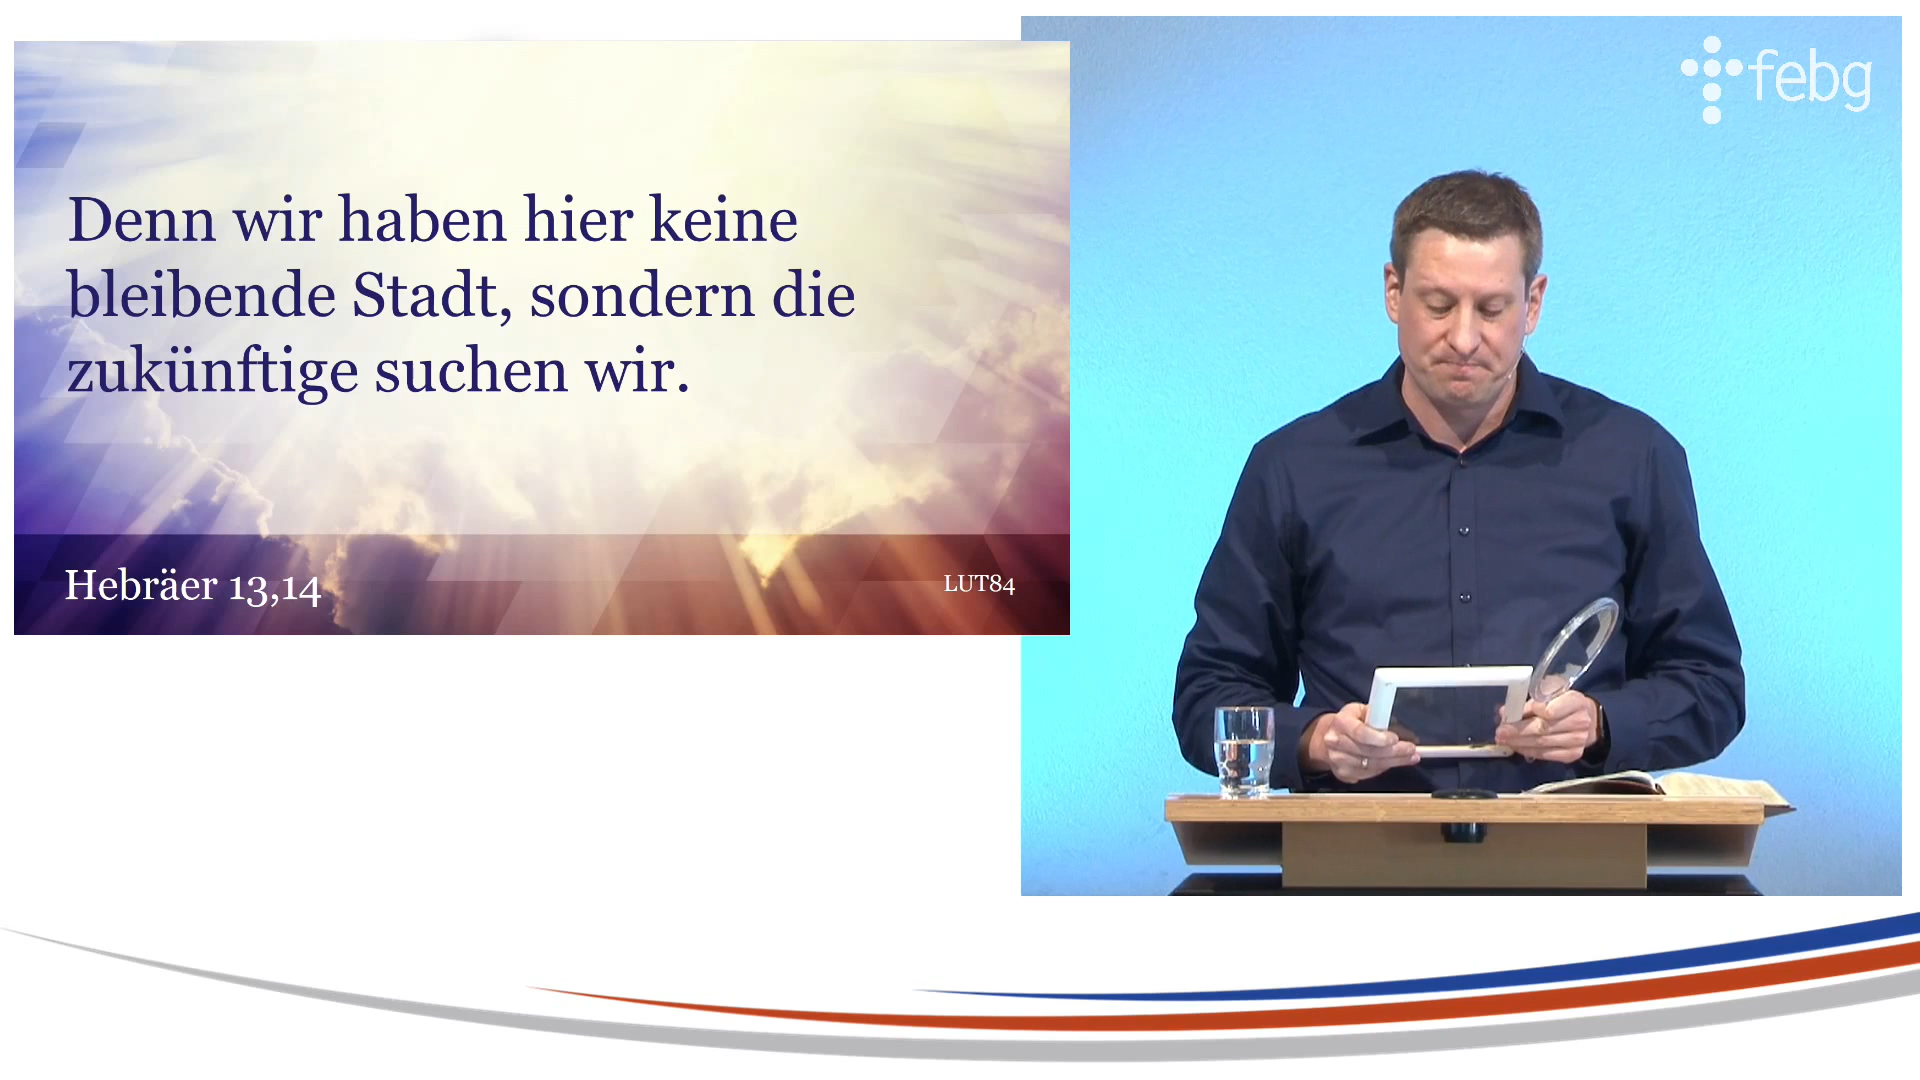 Denn wir haben hier keine
bleibende Stadt, sondern die
zukünftige suchen wir.
Hebräer 13,14
LUT84
febg